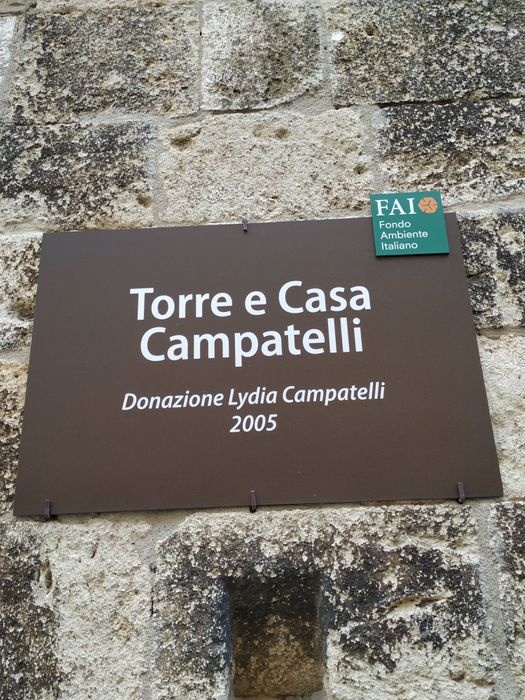 FAI
Fondo
Ambiente
Italiano
Torre e Casa
Campatelli
Donazione Lydia Campatelli
2005